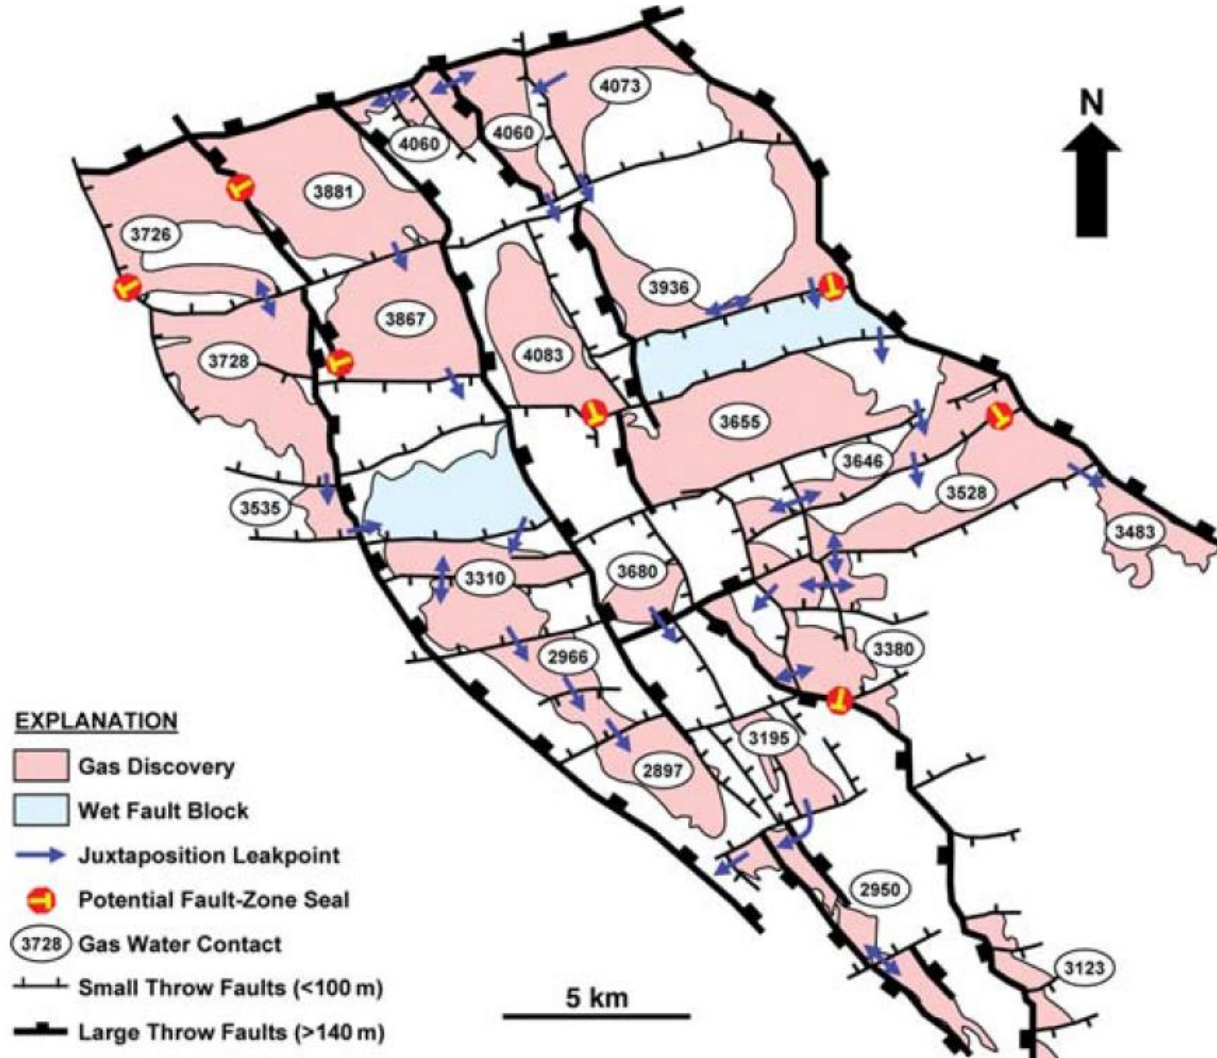 4073
N
4060
4060
3881
3726
3936
3867
4083
3728
3655
3646
3528
3535
3483
3310
3680
3380
2966
3195
2897
2950
3123
EXPLANATION
Gas Discovery
Wet Fault Block
Juxtaposition Leakpoint
Potential Fault-Zone Seal
3728 Gas Water Contact
Small Throw Faults (<100 m)
Large Throw Faults (>140 m)
5 km